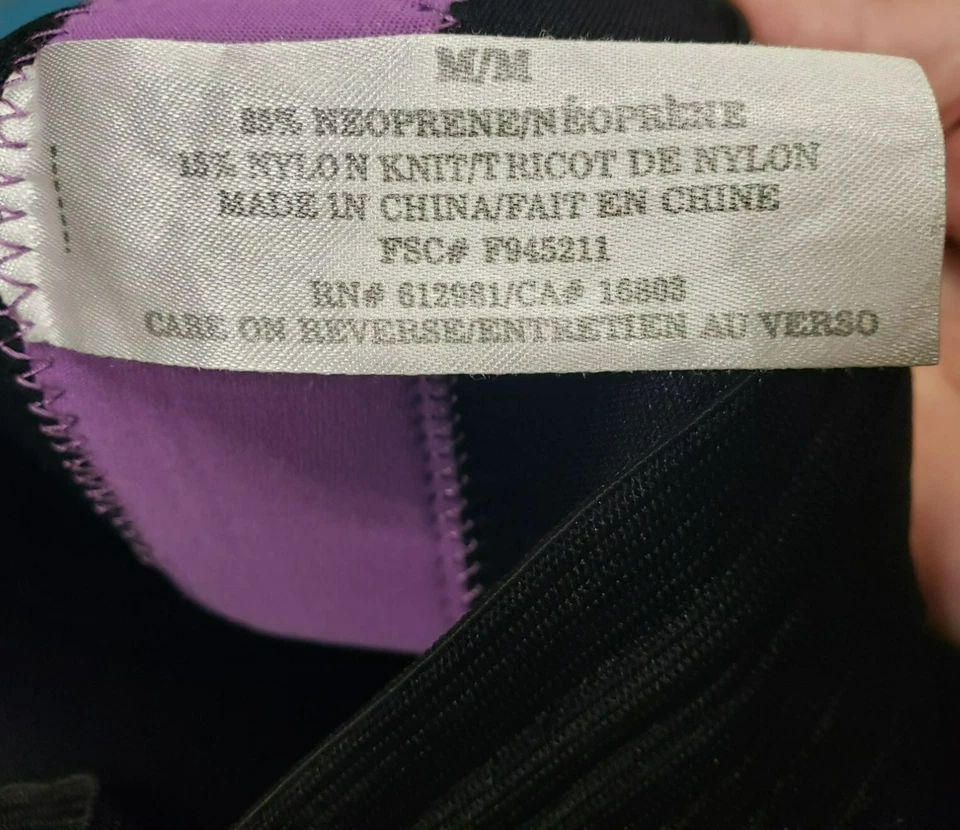 M/M
85% NEOPRENE/NÉOPRÈNE
15% NYLON KNIT/TRICOT DE NYLON
MADE IN CHINA/FAIT EN CHINE
FSC# F945211
RN# 612981/CA# 16803
CARE ON REVERSE/ENTRETIEN AU VERSO